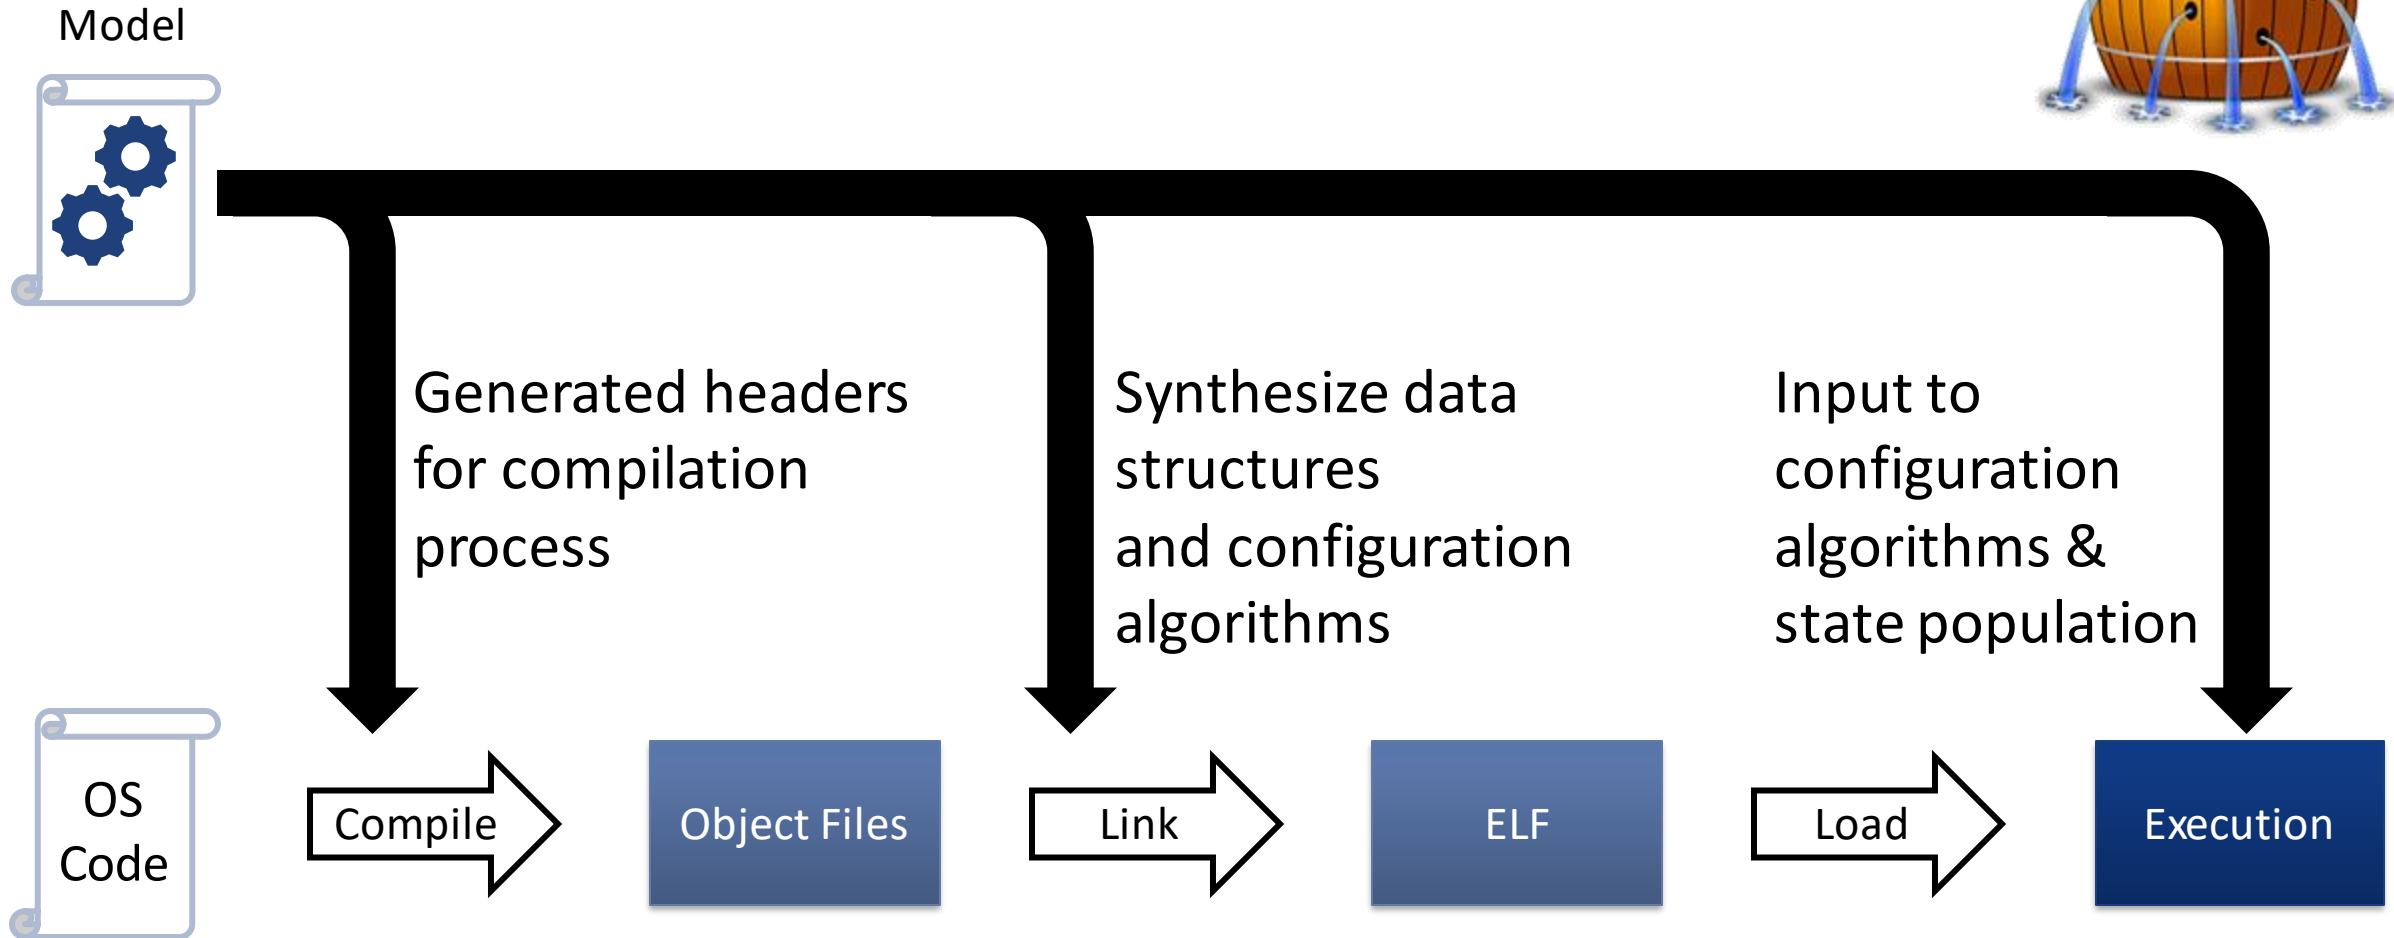 Model
Generated headers
for compilation
process
Synthesize data
structures
and configuration
algorithms
Input to
configuration
algorithms &
state population
OS
Code
Compile
Object Files
Link
ELF
Load
Execution